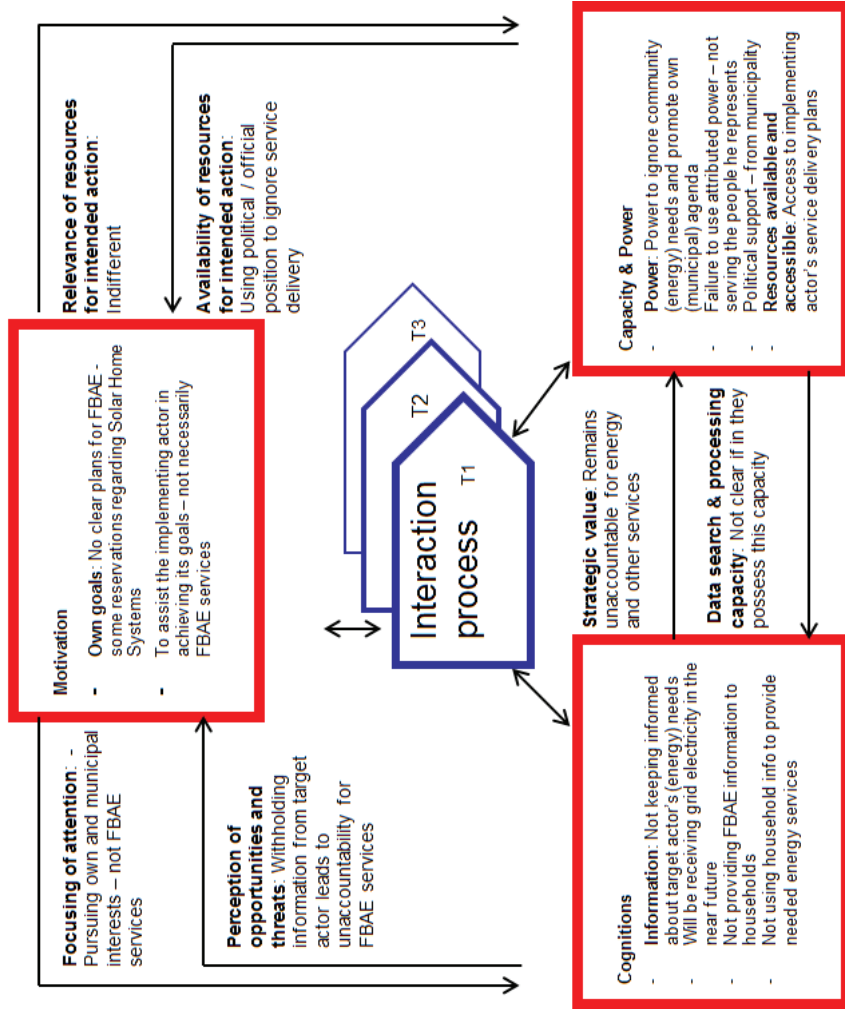 Focusing of attention: -
Pursuing own and municipal
interests – not FBAE
services
Motivation
- Own goals: No clear plans for FBAE -
some reservations regarding Solar Home
Systems
- To assist the implementing actor in
achieving its goals – not necessarily
FBAE services
Relevance of resources
for intended action:
Indifferent
Perception of
opportunities and
threats: Withholding
information from target
actor leads to
unaccountability for
FBAE services
Availability of resources
for intended action:
Using political / official
position to ignore service
delivery
Interaction
process
T1
T2
T3
Cognitions
- Information: Not keeping informed
about target actor's (energy) needs
- Will be receiving grid electricity in the
near future
- Not providing FBAE information to
households
- Not using household info to provide
needed energy services
Strategic value: Remains
unaccountable for energy
and other services
Data search & processing
capacity: Not clear if in they
possess this capacity
Capacity & Power
- Power: Power to ignore community
(energy) needs and promote own
(municipal) agenda
- Failure to use attributed power – not
serving the people he represents
- Political support – from municipality
- Resources available and
accessible: Access to implementing
actor's service delivery plans